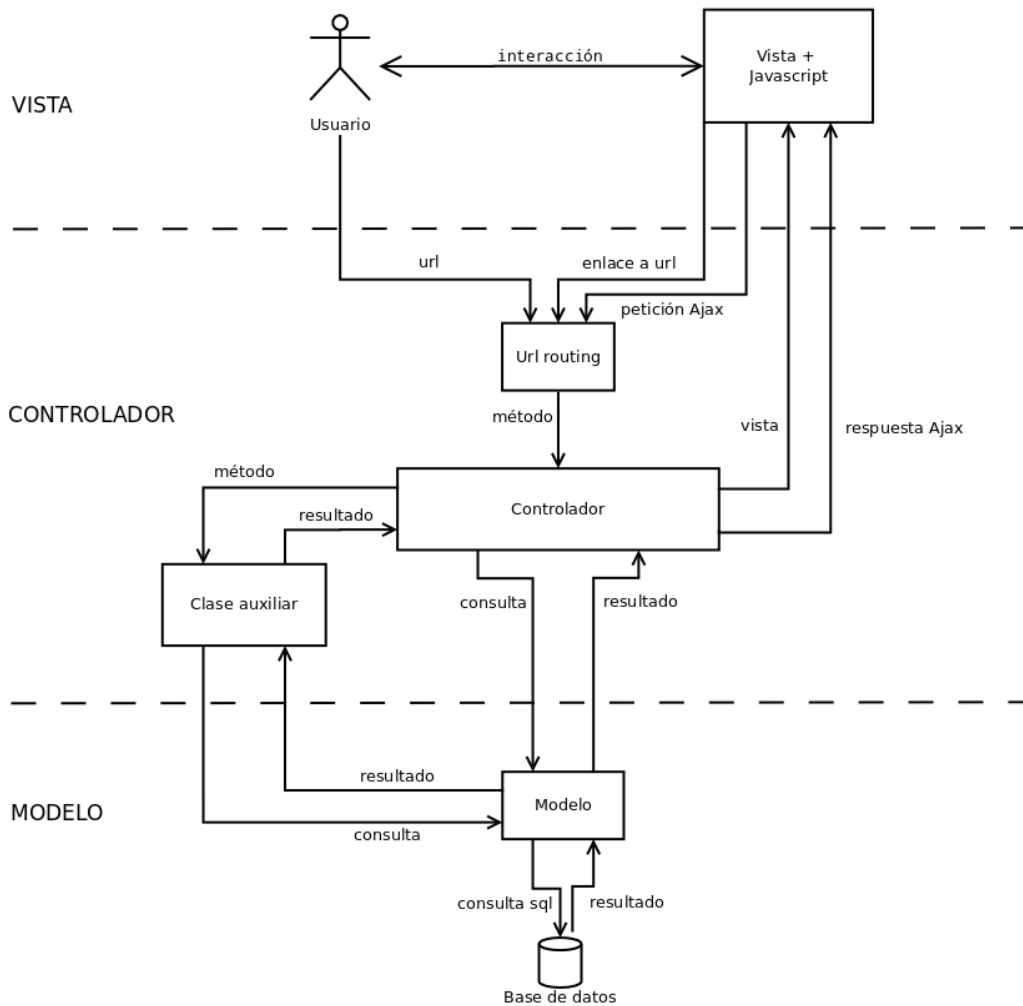 interacción
Vista +
Javascript
VISTA
Usuario
url
enlace a url
petición Ajax
Url routing
CONTROLADOR
método
vista
respuesta Ajax
método
resultado
Controlador
Clase auxiliar
consulta
resultado
resultado
Modelo
MODELO
consulta
consulta sql
resultado
Base de datos